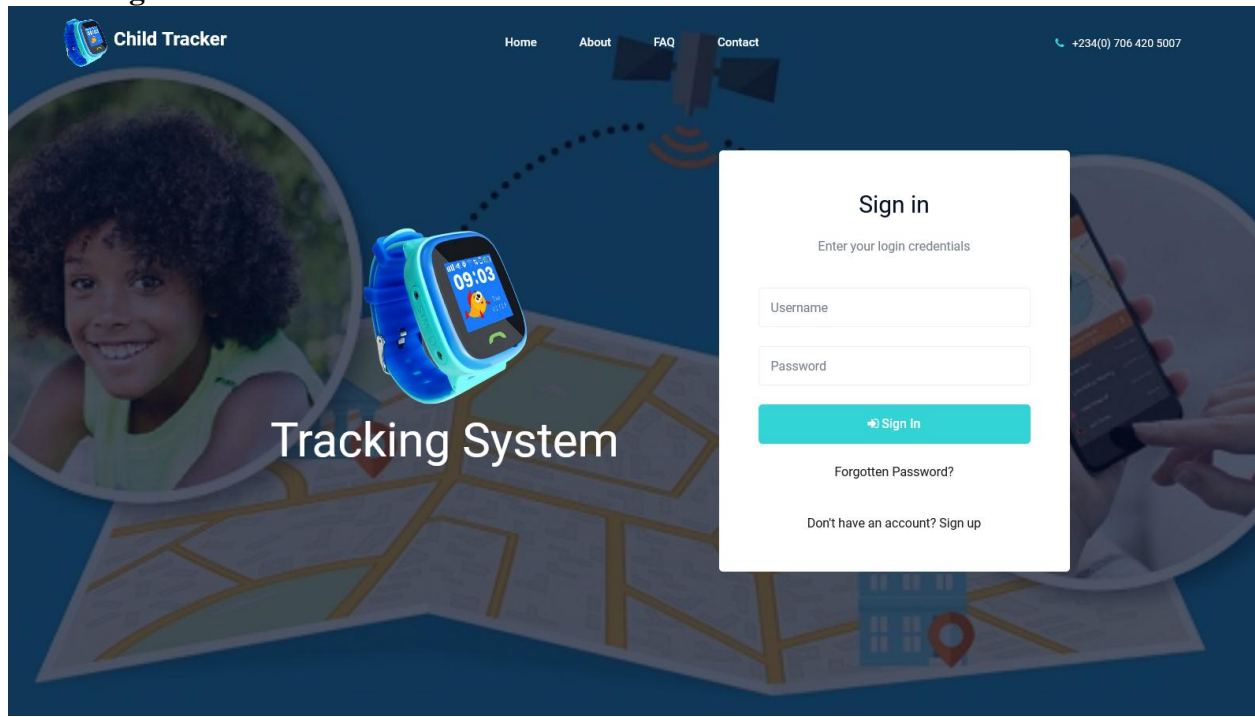 Child Tracker
Home About FAQ Contact
+234(0) 706 420 5007
09:03
Tracking System
Sign in
Enter your login credentials
Username
Password
Sign In
Forgotten Password?
Don't have an account? Sign up